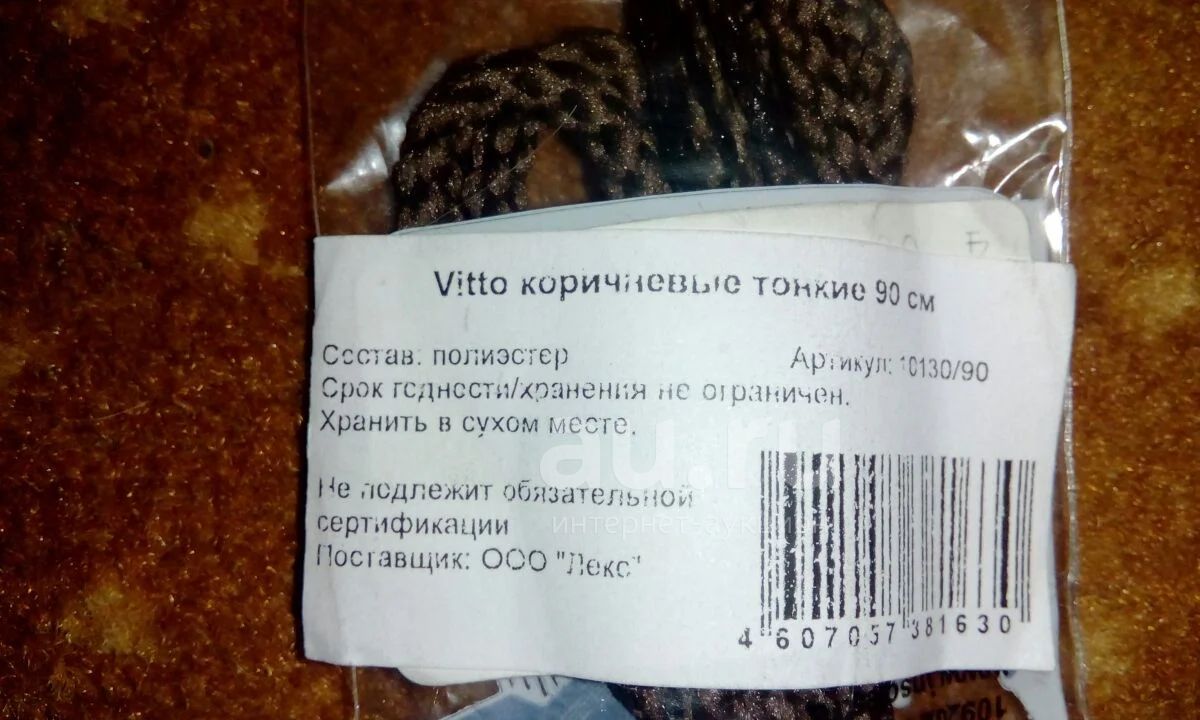 Vitto коричневые тонкие 90 см
Состав: полиэстер Артикул: 10130/90
Срок годности/хранения не ограничен.
Хранить в сухом месте.
Не подлежит обязательной
сертификации
Поставщик: ООО "Лекс"
4 607057 381630
au.ru
интернет-аукцион